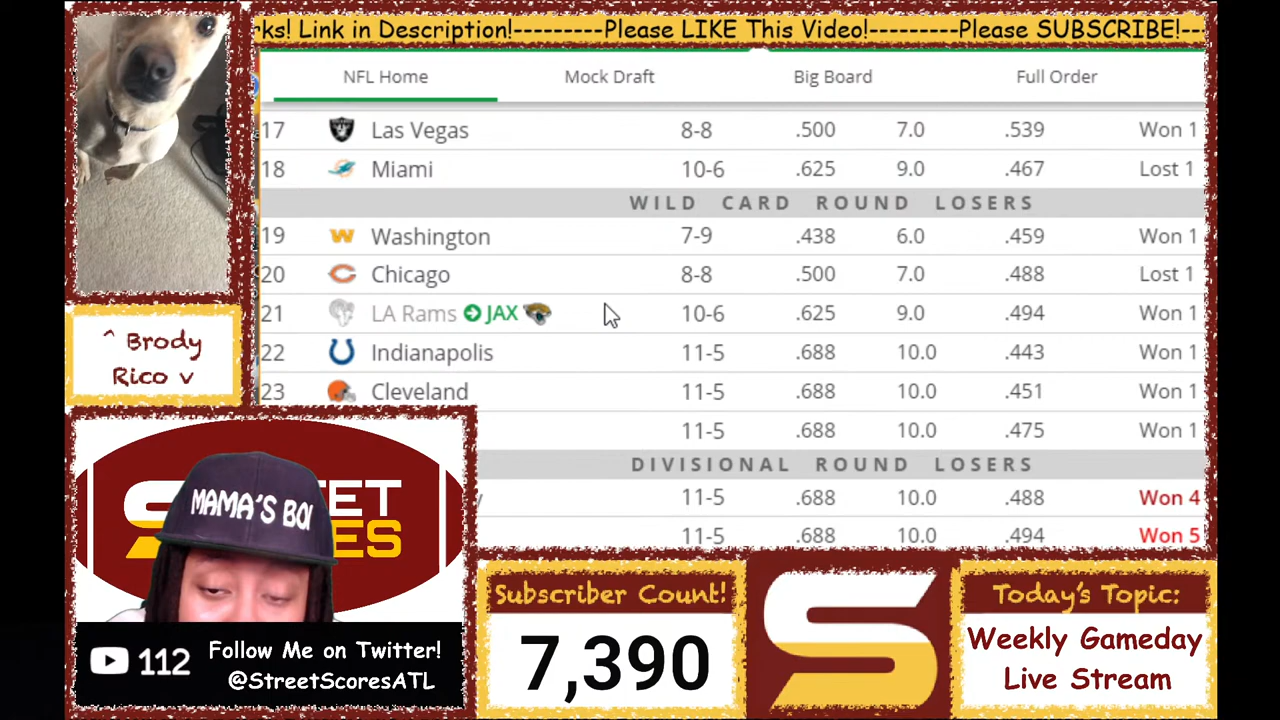 rks! Link in Description!---------Please LIKE This Video!---------Please SUBSCRIBE!---
NFL Home Mock Draft Big Board Full Order
17 Las Vegas 8-8 .500 7.0 .539 Won 1
18 Miami 10-6 .625 9.0 .467 Lost 1
WILD CARD ROUND LOSERS
19 Washington 7-9 .438 6.0 .459 Won 1
20 Chicago 8-8 .500 7.0 .488 Lost 1
21 LA Rams JAX 10-6 .625 9.0 .494 Won 1
22 Indianapolis 11-5 .688 10.0 .443 Won 1
23 Cleveland 11-5 .688 10.0 .451 Won 1
11-5 .688 10.0 .475 Won 1
DIVISIONAL ROUND LOSERS
11-5 .688 10.0 .488 Won 4
11-5 .688 10.0 .494 Won 5
^ Brody
Rico v
MAMA'S BOI
112
Follow Me on Twitter!
@StreetScoresATL
Subscriber Count!
7,390
S
Today's Topic:
Weekly Gameday
Live Stream